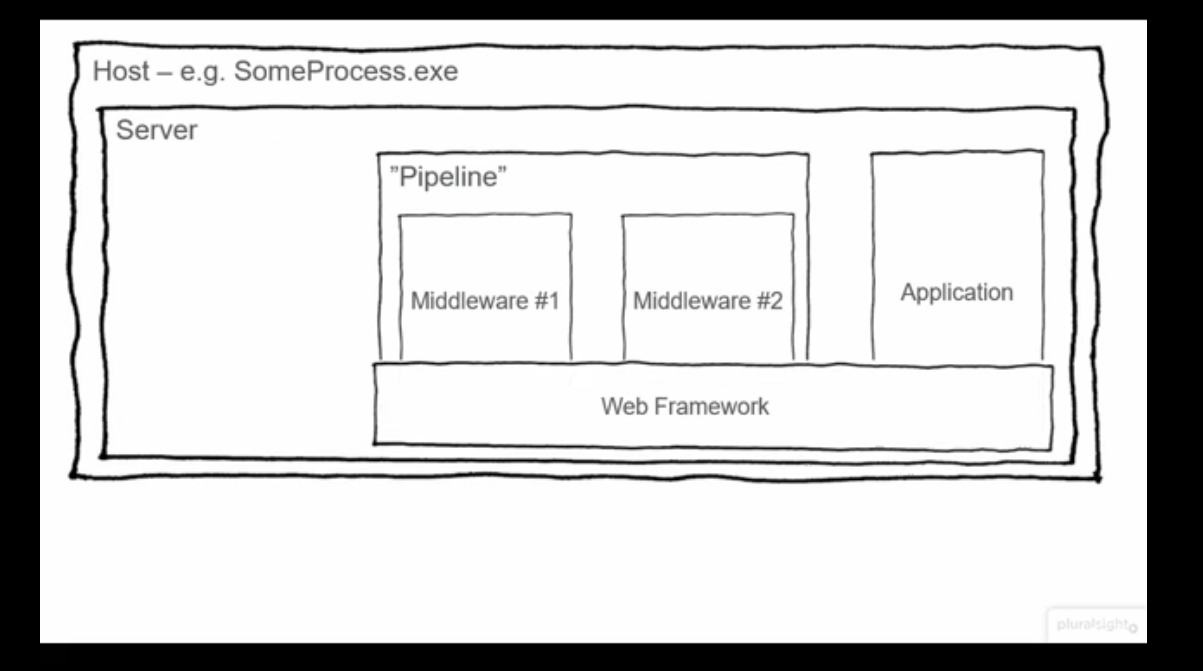 Host – e.g. SomeProcess.exe
Server
”Pipeline”
Middleware #1
Middleware #2
Application
Web Framework
pluralsight